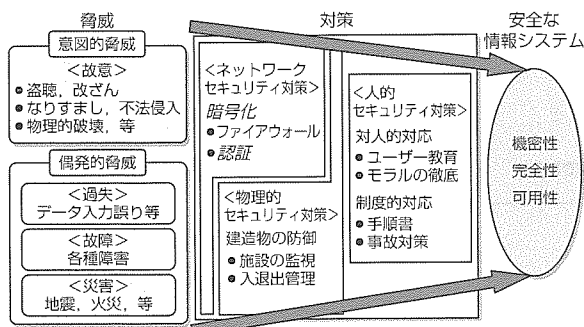 脅威
意図的脅威
<故意>
● 盗聴，改ざん
● なりすまし，不法侵入
● 物理的破壊，等
偶発的脅威
<過失>
データ入力誤り等
<故障>
各種障害
<災害>
地震，火災，等
対策
<ネットワーク
セキュリティ対策>
暗号化
● ファイアウォール
● 認証
<物理的
セキュリティ対策>
建造物の防御
● 施設の監視
● 入退出管理
<人的
セキュリティ対策>
対人的対応
● ユーザー教育
● モラルの徹底
制度的対応
● 手順書
● 事故対策
安全な
情報システム
機密性
完全性
可用性